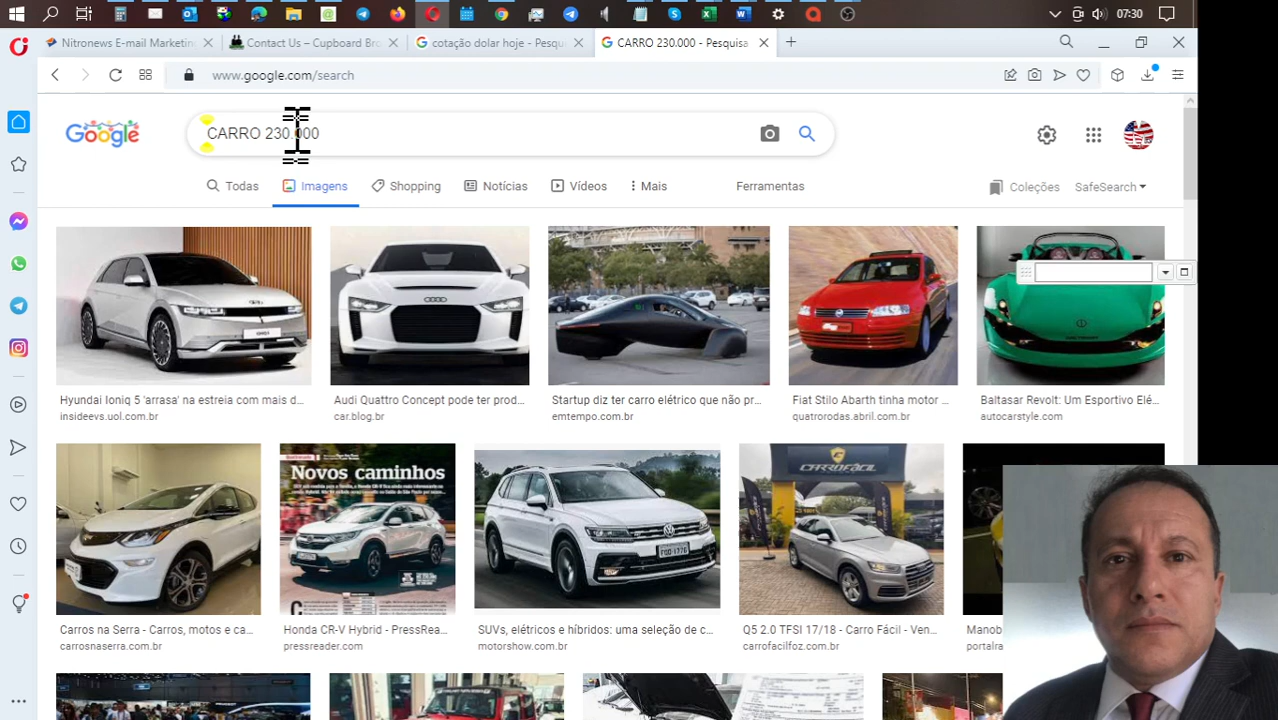 07:30
Nitronews E-mail Marketin
Contact Us – Cupboard Bro
cotação dolar hoje - Pesqui
CARRO 230.000 - Pesquisa
www.google.com/search
Google
CARRO 230.000
Todas
Imagens
Shopping
Notícias
Vídeos
Mais
Ferramentas
Coleções
SafeSearch
Hyundai Ioniq 5 'arrasa' na estreia com mais d...
insideevs.uol.com.br
Audi Quattro Concept pode ter prod...
car.blog.br
Startup diz ter carro elétrico que não pr...
emtempo.com.br
Fiat Stilo Abarth tinha motor ...
quatrorodas.abril.com.br
Baltasar Revolt: Um Esportivo Elé...
autocarstyle.com
Novos caminhos
CARROFÁCIL
Carros na Serra - Carros, motos e ca...
carrosnaserra.com.br
Honda CR-V Hybrid - PressRea...
pressreader.com
SUVs, elétricos e híbridos: uma seleção de c...
motorshow.com.br
Q5 2.0 TFSI 17/18 - Carro Fácil - Ven...
carrofacilfoz.com.br
Manob
portalra